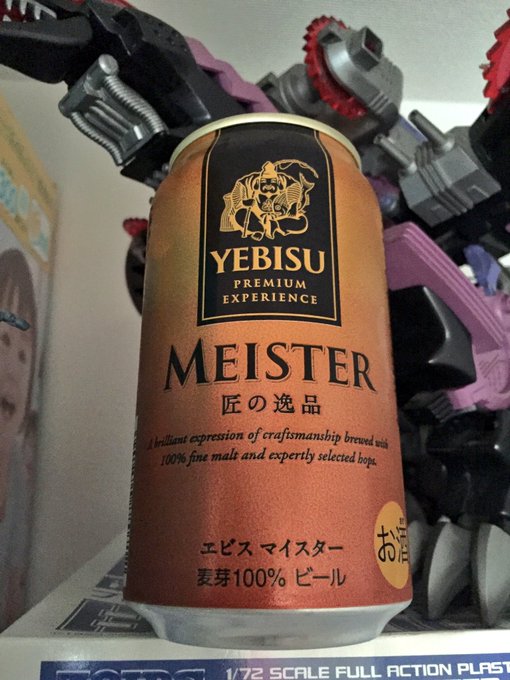 YEBISU
PREMIUM
EXPERIENCE
MEISTER
匠の逸品
A brilliant expression of craftsmanship brewed with
100% fine malt and expertly selected hops.
お酒
エビス マイスター
麦芽100% ビール
1/72 SCALE FULL ACTION PLAST